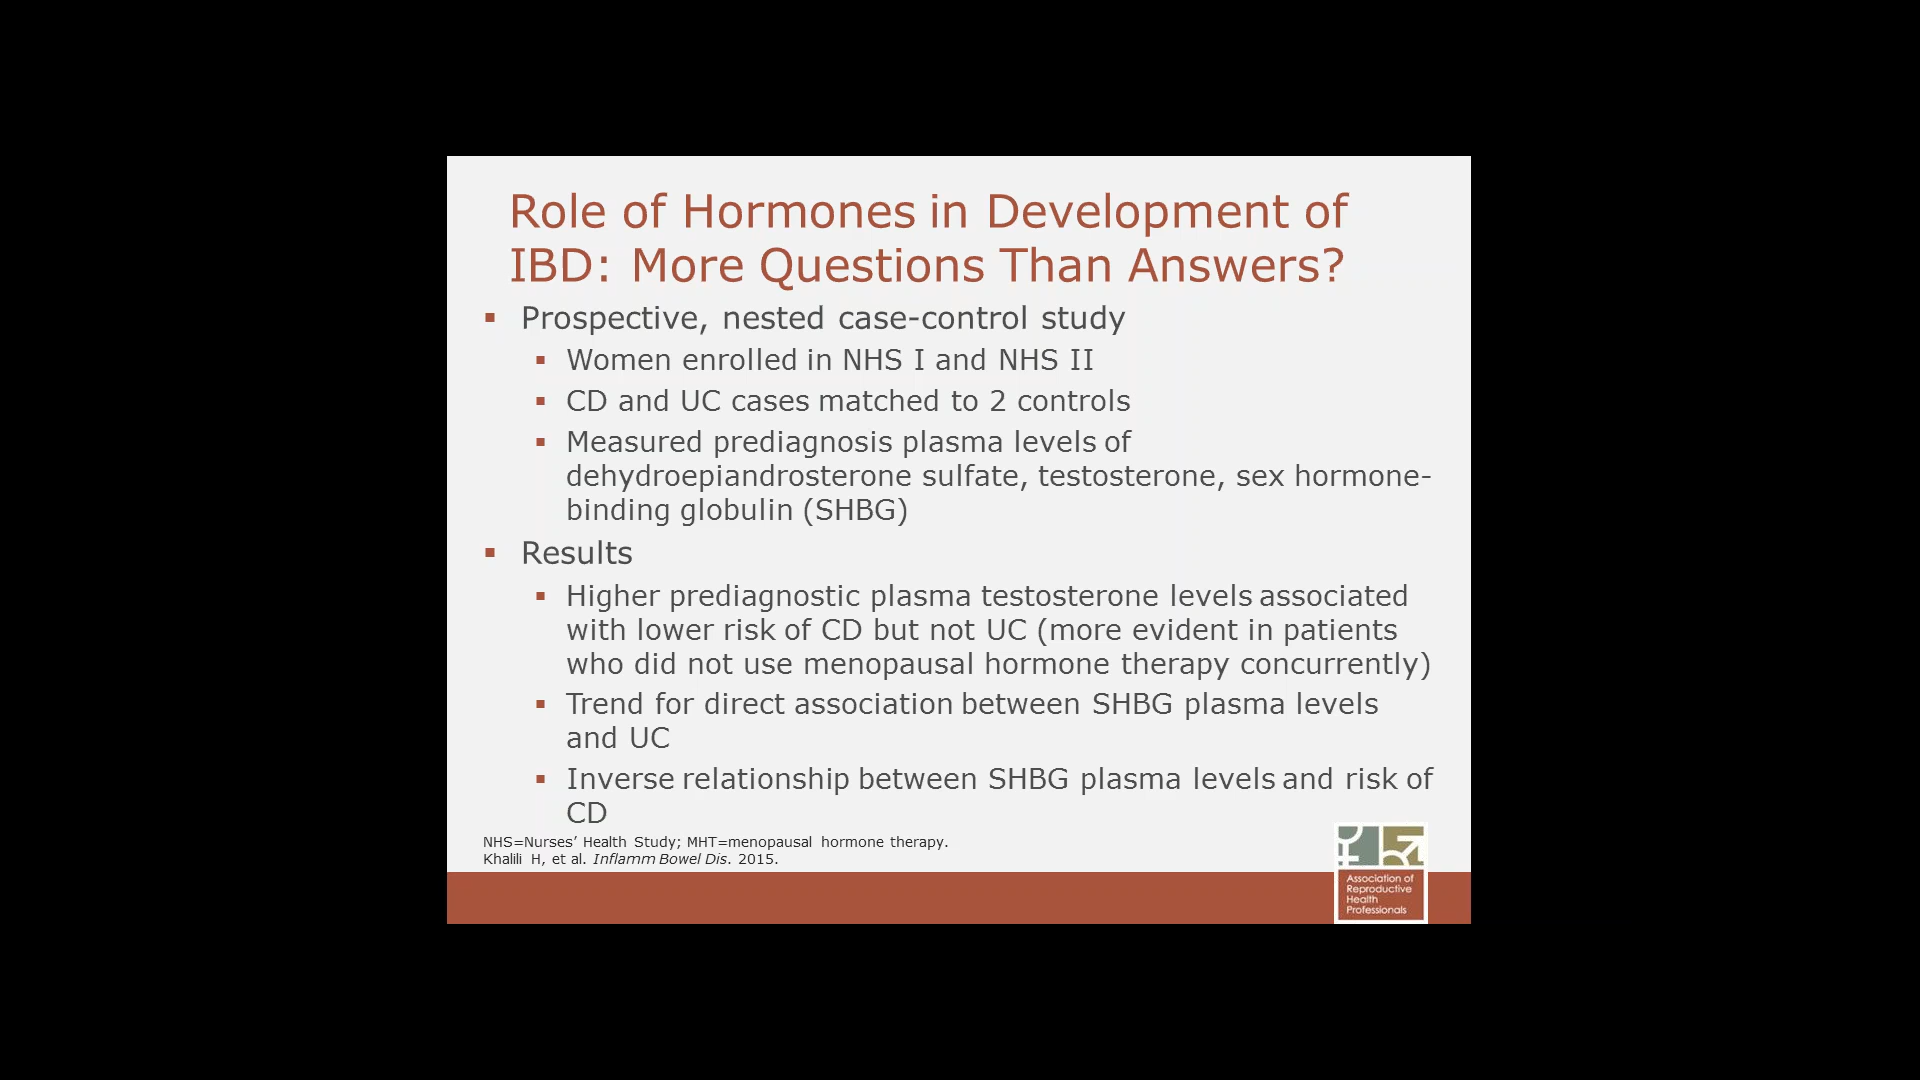 Role of Hormones in Development of
IBD: More Questions Than Answers?
▪ Prospective, nested case-control study
▪ Women enrolled in NHS I and NHS II
▪ CD and UC cases matched to 2 controls
▪ Measured prediagnosis plasma levels of
dehydroepiandrosterone sulfate, testosterone, sex hormone-
binding globulin (SHBG)
▪ Results
▪ Higher prediagnostic plasma testosterone levels associated
with lower risk of CD but not UC (more evident in patients
who did not use menopausal hormone therapy concurrently)
▪ Trend for direct association between SHBG plasma levels
and UC
▪ Inverse relationship between SHBG plasma levels and risk of
CD
NHS=Nurses’ Health Study; MHT=menopausal hormone therapy.
Khalili H, et al. Inflamm Bowel Dis. 2015.
Association of
Reproductive
Health
Professionals